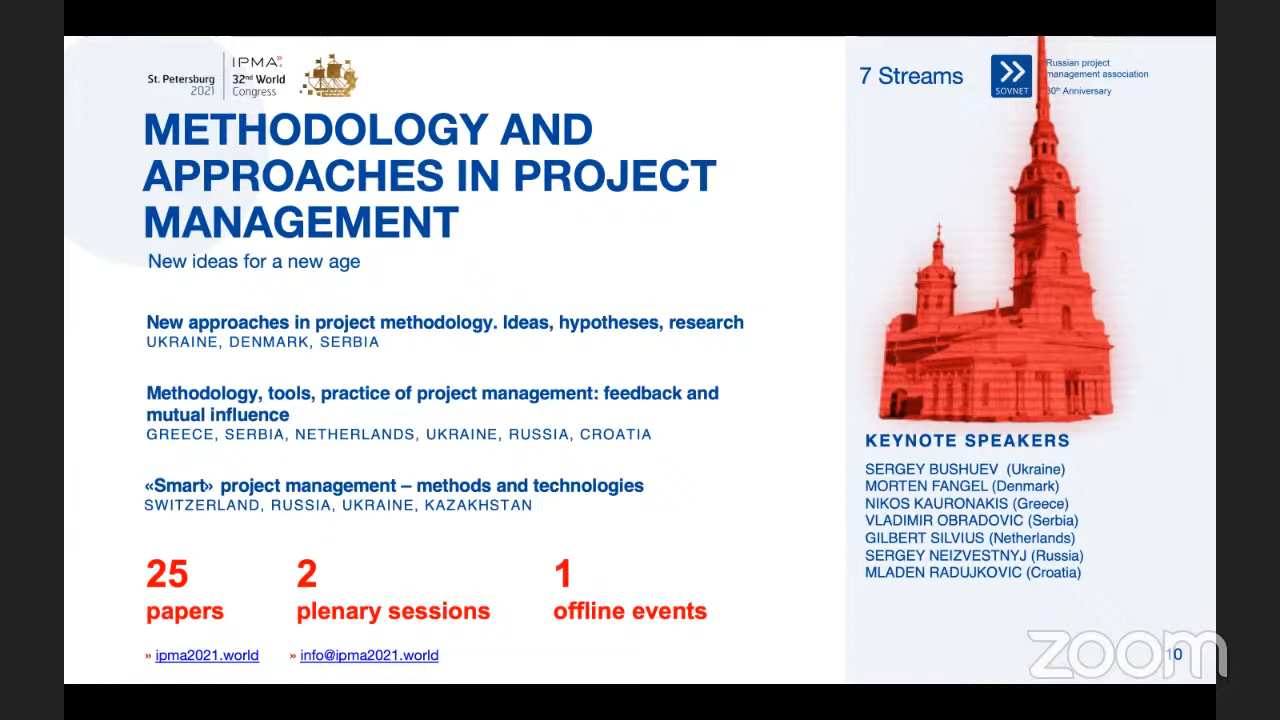 St. Petersburg
2021
IPMA
32nd World
Congress
METHODOLOGY AND
APPROACHES IN PROJECT
MANAGEMENT
New ideas for a new age
New approaches in project methodology. Ideas, hypotheses, research
UKRAINE, DENMARK, SERBIA
Methodology, tools, practice of project management: feedback and
mutual influence
GREECE, SERBIA, NETHERLANDS, UKRAINE, RUSSIA, CROATIA
«Smart» project management – methods and technologies
SWITZERLAND, RUSSIA, UKRAINE, KAZAKHSTAN
25
papers
2
plenary sessions
1
offline events
» ipma2021.world
» info@ipma2021.world
7 Streams
SOVNET
Russian project
management association
30th Anniversary
KEYNOTE SPEAKERS
SERGEY BUSHUEV (Ukraine)
MORTEN FANGEL (Denmark)
NIKOS KAURONAKIS (Greece)
VLADIMIR OBRADOVIC (Serbia)
GILBERT SILVIUS (Netherlands)
SERGEY NEIZVESTNYJ (Russia)
MLADEN RADUJKOVIC (Croatia)
zoom
10